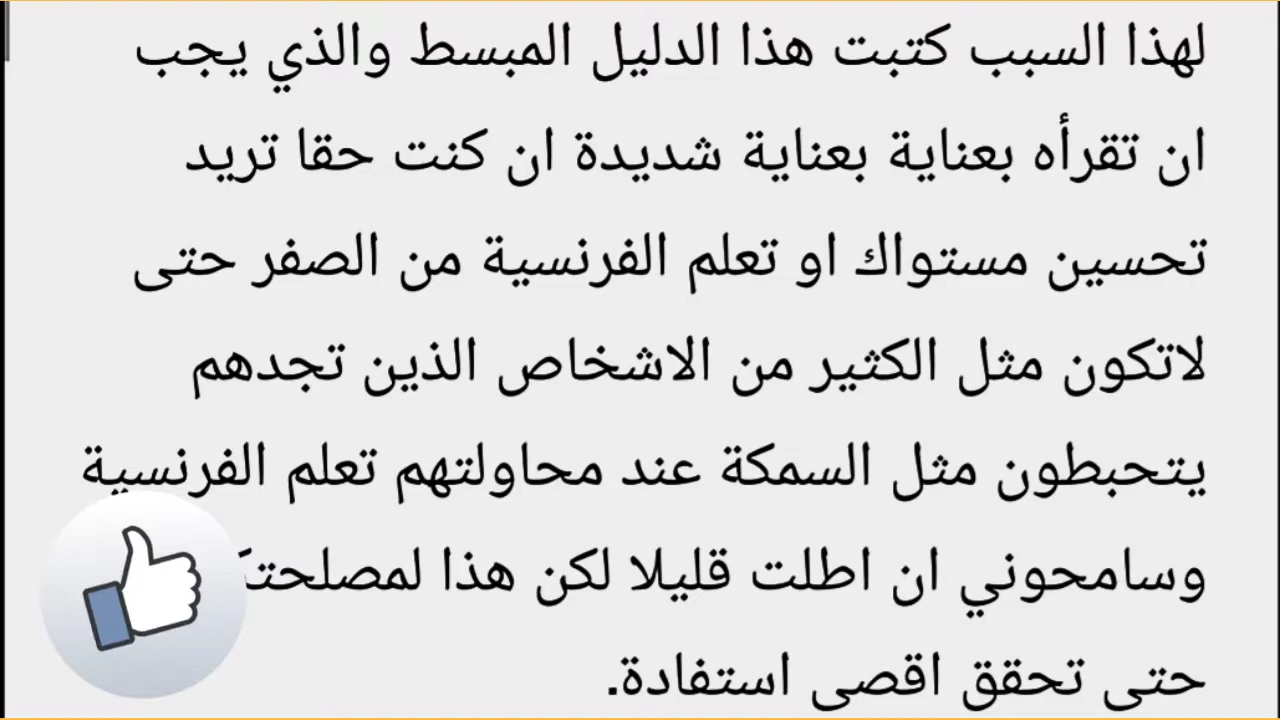 لهذا السبب كتبت هذا الدليل المبسط والذي يجب
ان تقرأه بعناية بعناية شديدة ان كنت حقا تريد
تحسين مستواك او تعلم الفرنسية من الصفر حتى
لاتكون مثل الكثير من الاشخاص الذين تجدهم
يتحبطون مثل السمكة عند محاولتهم تعلم الفرنسية
وسامحوني ان اطلت قليلا لكن هذا
حتى تحقق اقصى استفادة.